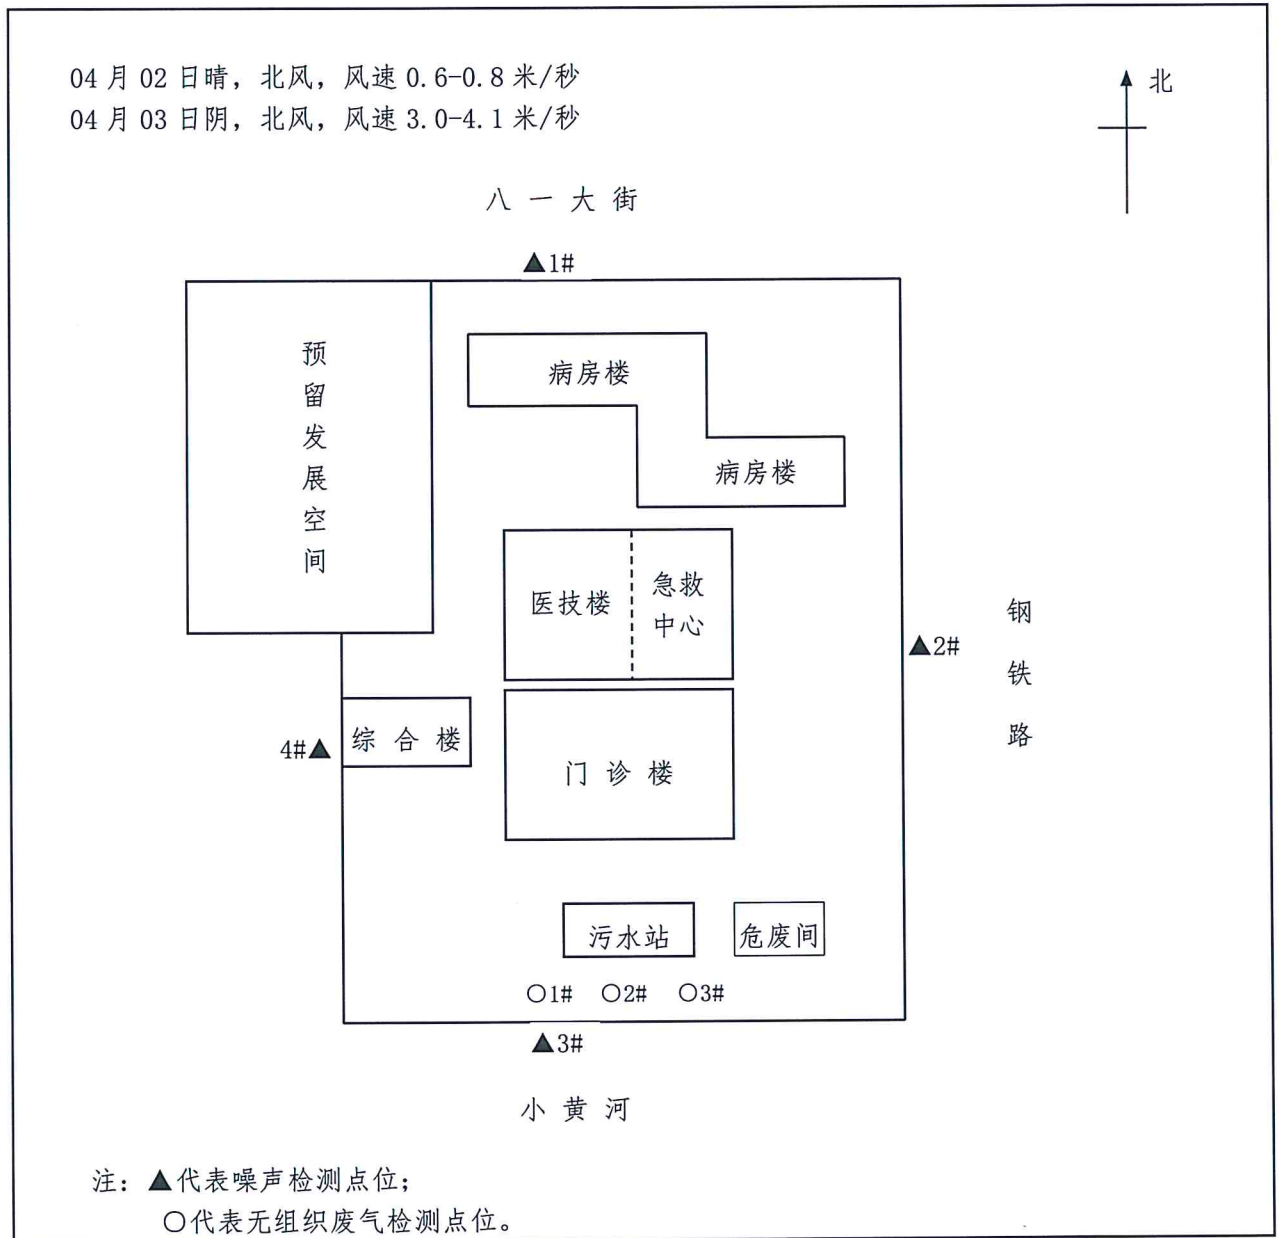 04月02日晴，北风，风速0.6-0.8米/秒
04月03日阴，北风，风速3.0-4.1米/秒
北
八一大街
▲1#
预留发展空间
病房楼
病房楼
医技楼
急救
中心
钢铁路
▲2#
4#▲
综合楼
门诊楼
污水站
危废间
○1# ○2# ○3#
▲3#
小黄河
注：▲代表噪声检测点位；
○代表无组织废气检测点位。